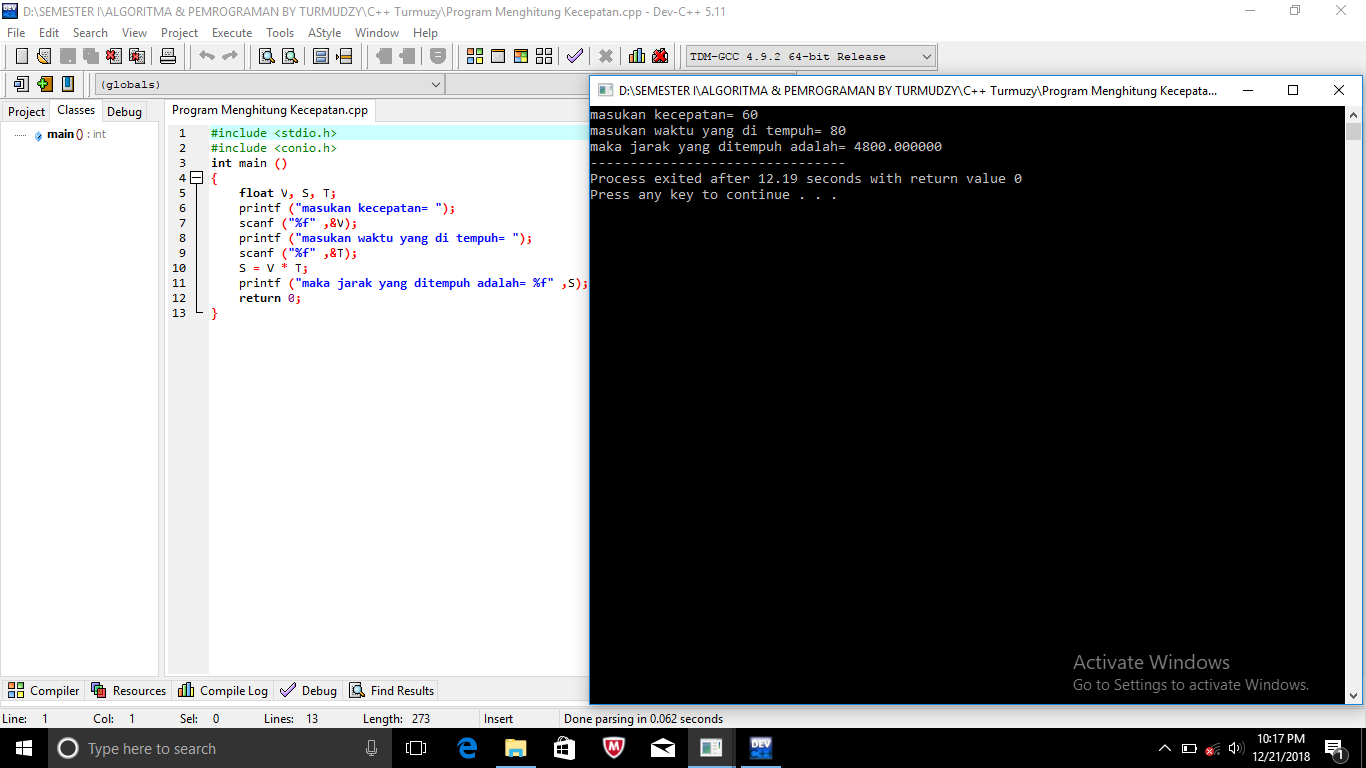 D:\SEMESTER I\ALGORITMA & PEMROGRAMAN BY TURMUDZY\C++ Turmuzy\Program Menghitung Kecepatan.cpp - Dev-C++ 5.11
File Edit Search View Project Execute Tools AStyle Window Help
TDM-GCC 4.9.2 64-bit Release
(globals)
Project Classes Debug
main () : int
Program Menghitung Kecepatan.cpp
1 #include <stdio.h>
2 #include <conio.h>
3 int main ()
4 {
5 float V, S, T;
6 printf ("masukan kecepatan= ");
7 scanf ("%f" ,&V);
8 printf ("masukan waktu yang di tempuh= ");
9 scanf ("%f" ,&T);
10 S = V * T;
11 printf ("maka jarak yang ditempuh adalah= %f" ,S);
12 return 0;
13 }
D:\SEMESTER I\ALGORITMA & PEMROGRAMAN BY TURMUDZY\C++ Turmuzy\Program Menghitung Kecepata...
masukan kecepatan= 60
masukan waktu yang di tempuh= 80
maka jarak yang ditempuh adalah= 4800.000000
--------------------------------
Process exited after 12.19 seconds with return value 0
Press any key to continue . . .
Activate Windows
Go to Settings to activate Windows.
Compiler Resources Compile Log Debug Find Results
Line: 1 Col: 1 Sel: 0 Lines: 13 Length: 273 Insert Done parsing in 0.062 seconds
Type here to search
DEV
C++
10:17 PM
12/21/2018
1